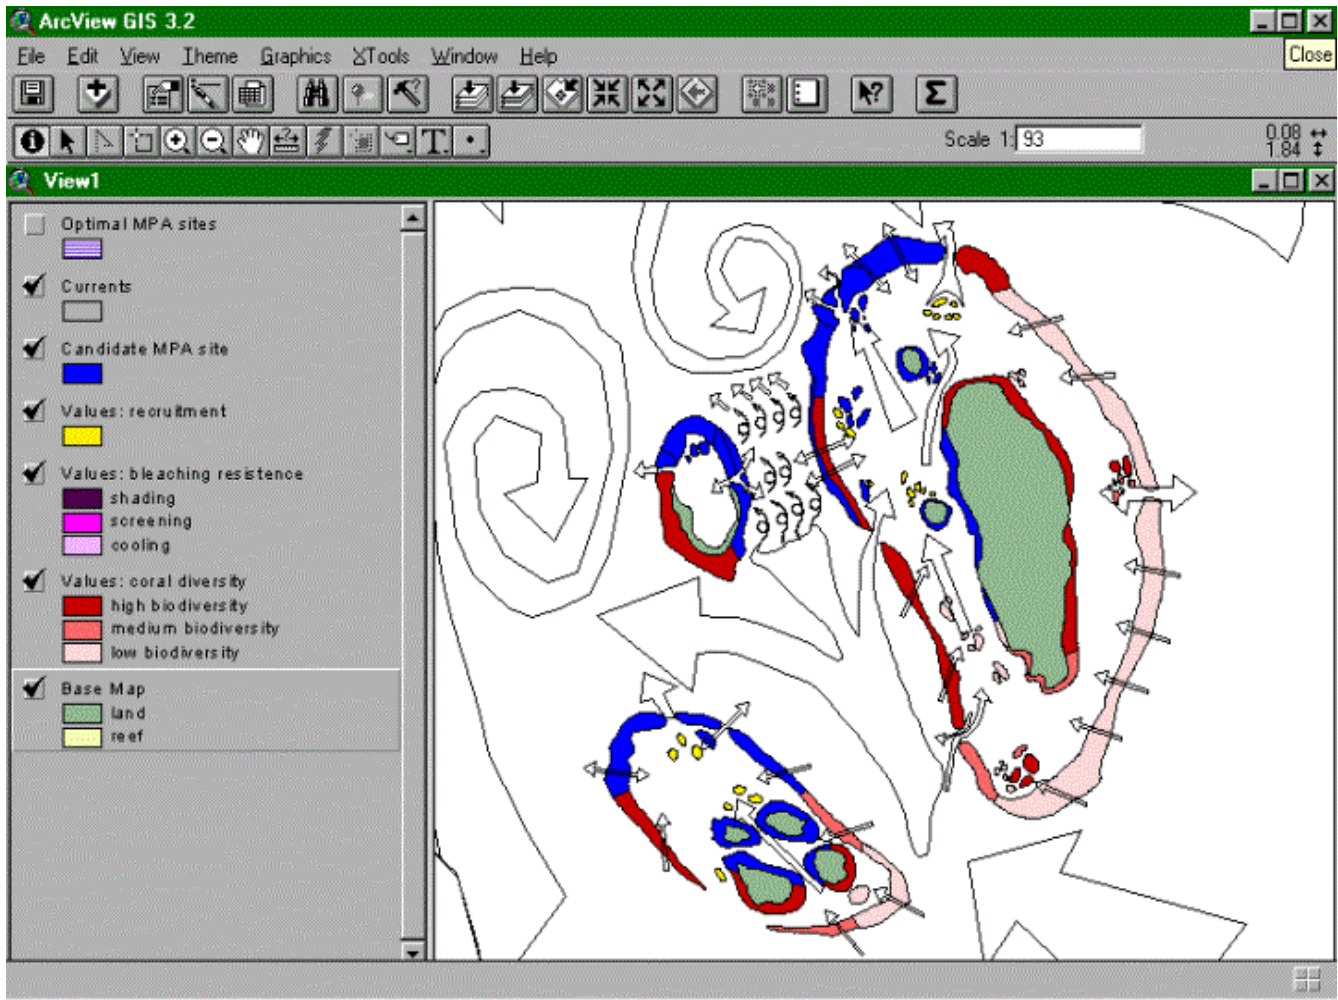 ArcView GIS 3.2
File Edit View Theme Graphics XTools Window Help
Close
Scale 1: 93
0.08
1.84
View1
Optimal MPA sites
Currents
Candidate MPA site
Values: recruitment
Values: bleaching resistence
shading
screening
cooling
Values: coral diversity
high biodiversity
medium biodiversity
low biodiversity
Base Map
land
reef